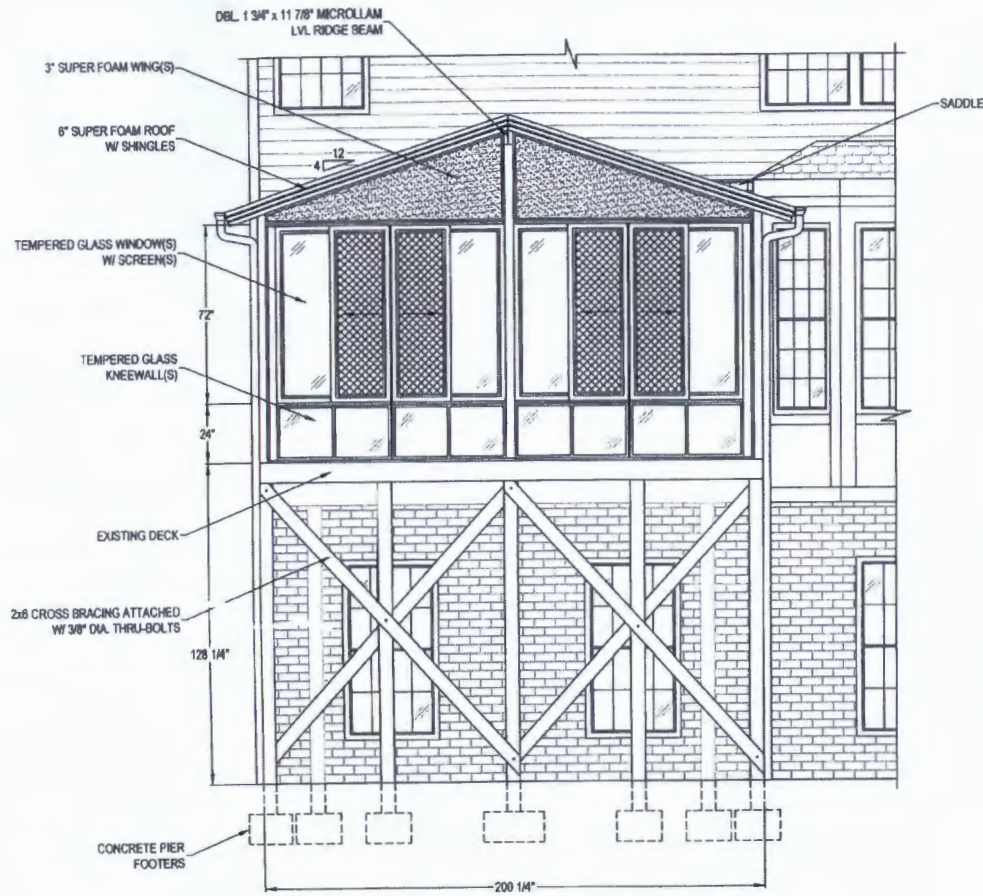 DBL. 1 3/4" x 11 7/8" MICROLLAM
LVL RIDGE BEAM
3" SUPER FOAM WING(S)
SADDLE
6" SUPER FOAM ROOF
W/ SHINGLES
12
4
TEMPERED GLASS WINDOW(S)
W/ SCREEN(S)
72"
TEMPERED GLASS
KNEEWALL(S)
24"
EXISTING DECK
2x6 CROSS BRACING ATTACHED
W/ 3/8" DIA. THRU-BOLTS
128 1/4"
CONCRETE PIER
FOOTERS
200 1/4"